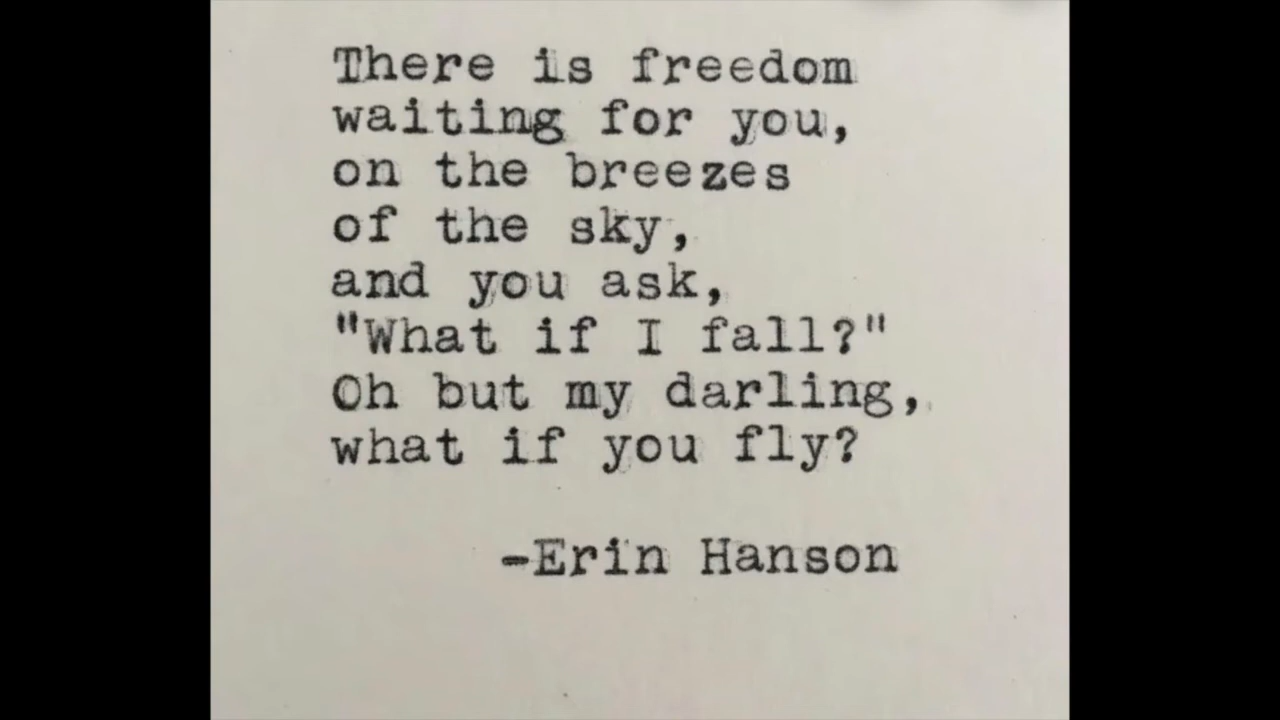 There is freedom
waiting for you,
on the breezes
of the sky,
and you ask,
"What if I fall?"
Oh but my darling,
what if you fly?
-Erin Hanson